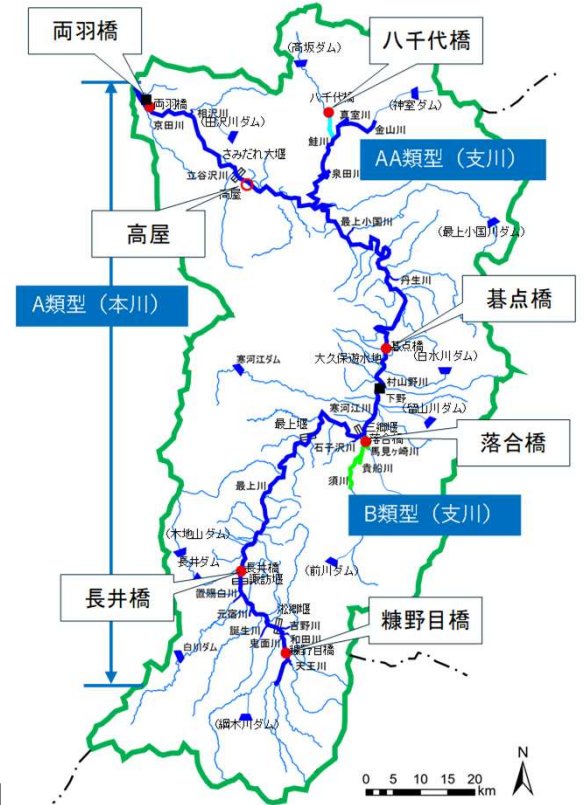 両羽橋
八千代橋
(高坂ダム)
八千代橋
両羽橋
相沢川
(田沢川ダム)
真室川
(神室ダム)
京田川
金山川
さみだれ大堰
鮭川
AA類型（支川）
立谷沢川
高屋
泉田川
高屋
最上小国川
(最上小国川ダム)
丹生川
碁点橋
A類型（本川）
碁点橋
大久保遊水地
(白水川ダム)
寒河江ダム
村山野川
下野
寒河江川
(留山川ダム)
最上堰
三郷堰
落合橋
落合橋
石子沢川
馬見ヶ崎川
貴船川
須川
最上川
B類型（支川）
(木地山ダム)
長井ダム
(前川ダム)
長井橋
長井橋
諏訪堰
置賜白川
糠野目橋
元宿川
松郷堰
誕生川
吉野川
鬼面川
和田川
白川ダム
糠野目橋
天王川
(綱木川ダム)
N
0 5 10 20
km